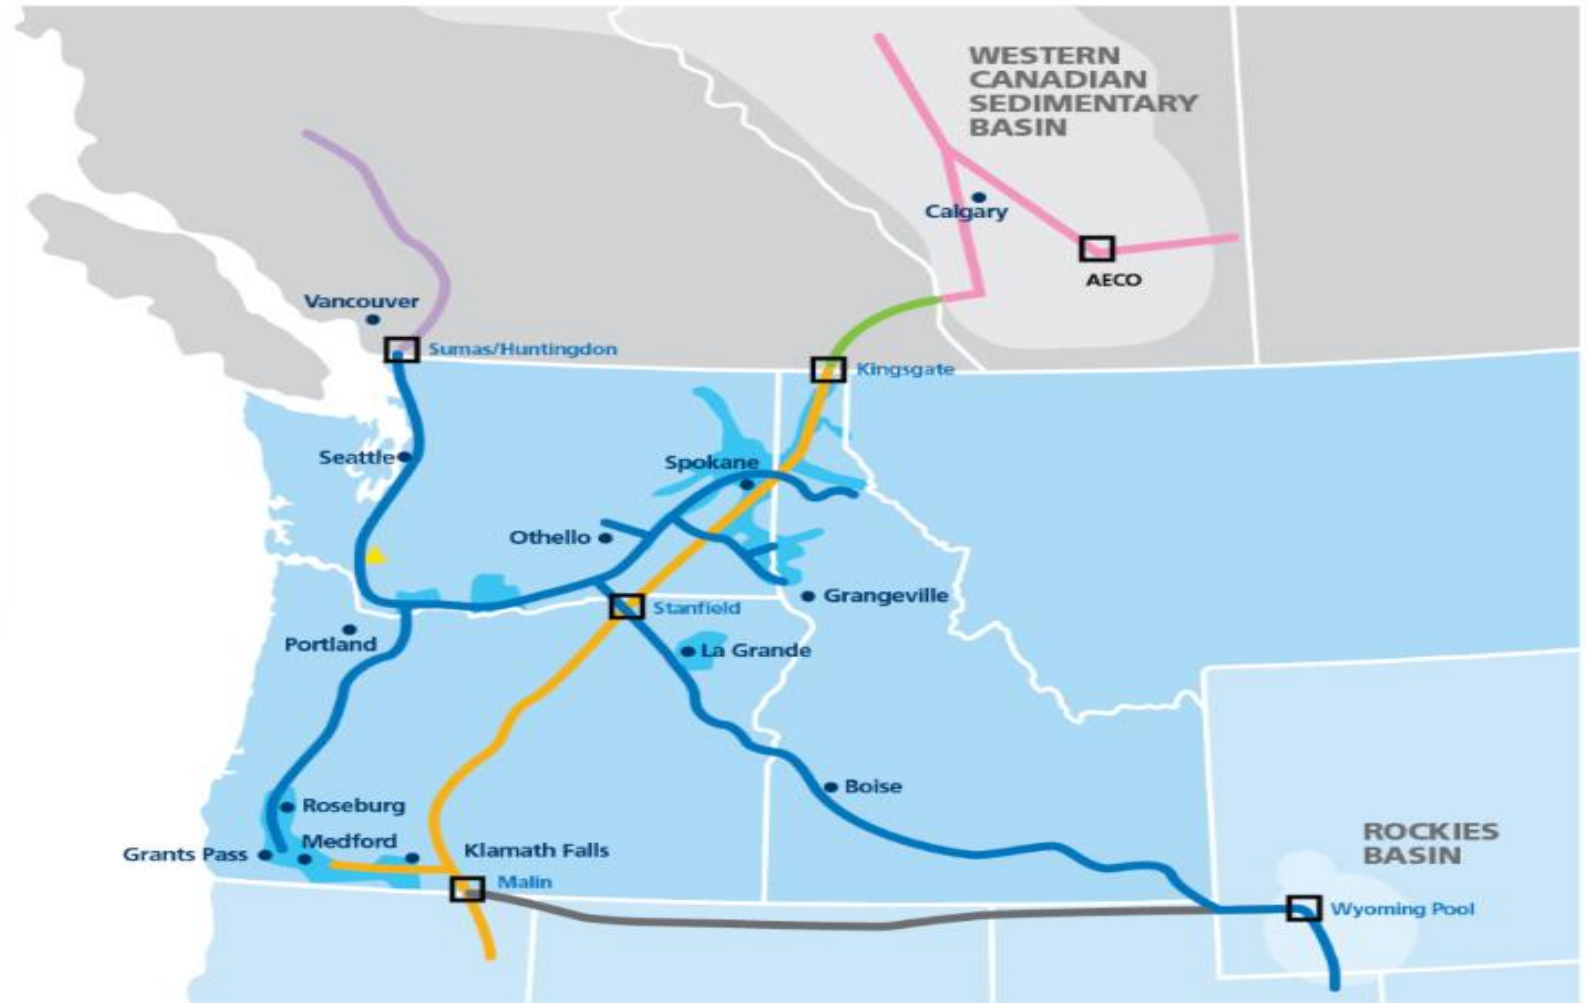 WESTERN
CANADIAN
SEDIMENTARY
BASIN
Calgary
AECO
Vancouver
Sumas/Huntingdon
Kingsgate
Seattle
Spokane
Othello
Grangeville
Stanfield
Portland
La Grande
Boise
Roseburg
Medford
Grants Pass
Klamath Falls
Malin
ROCKIES
BASIN
Wyoming Pool